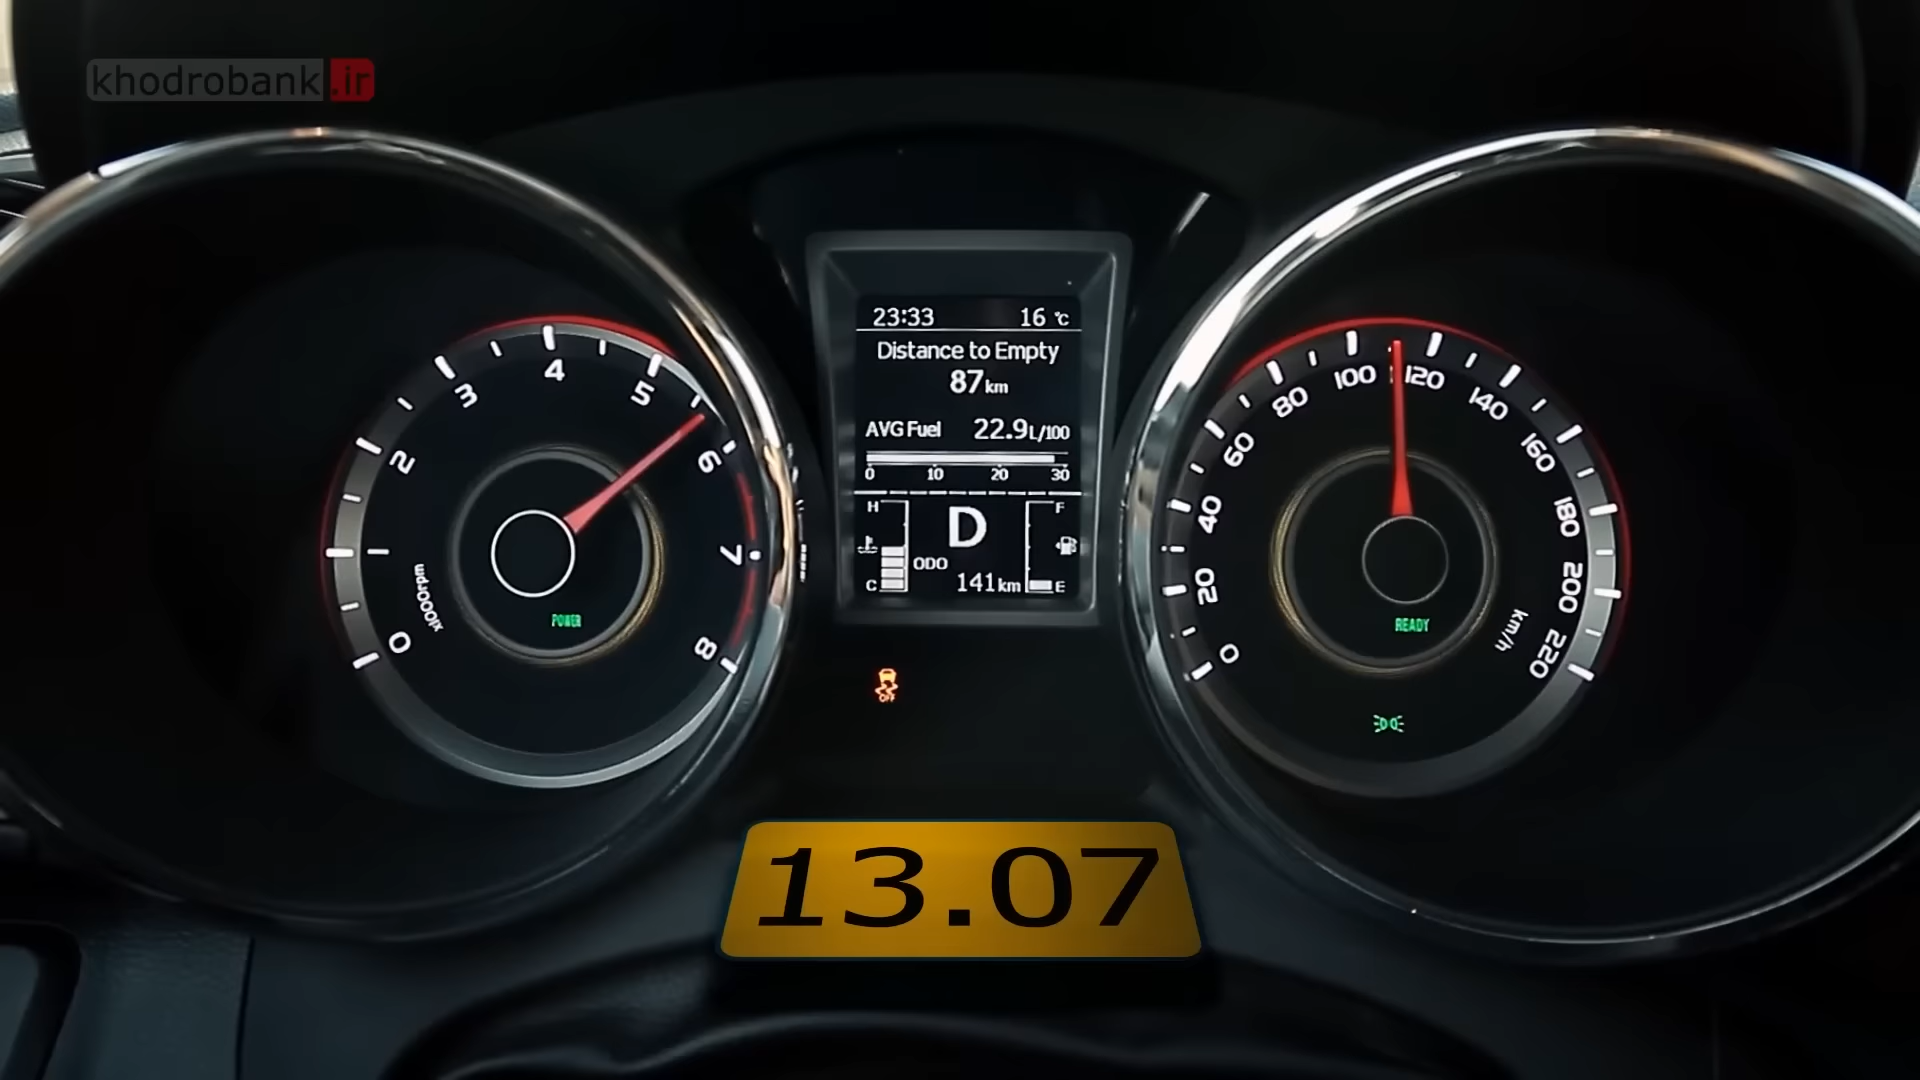 khodrobank.ir
23:33 16 °C
Distance to Empty
87km
AVG Fuel 22.9L/100
0 10 20 30
H D F
ODO
C 141km E
0 1 2 3 4 5 6 7 8
x1000rpm
POWER
0 20 40 60 80 100 120 140 160 180 200 220
km/h
READY
OFF
13.07